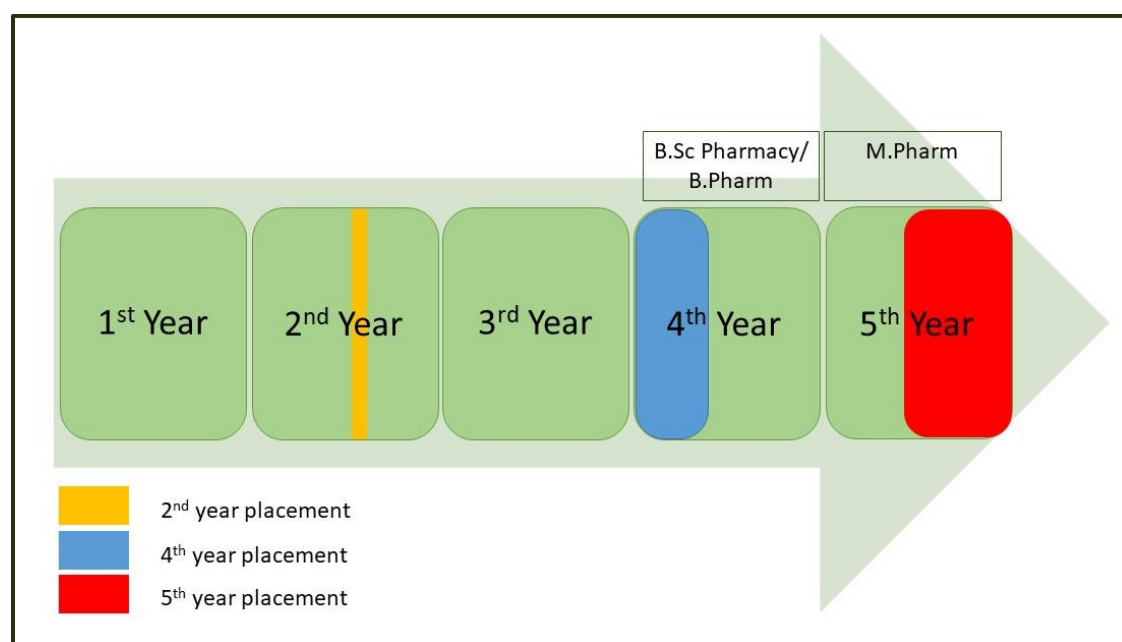 B.Sc Pharmacy/
B.Pharm
M.Pharm
1st Year
2nd Year
3rd Year
4th Year
5th Year
2nd year placement
4th year placement
5th year placement